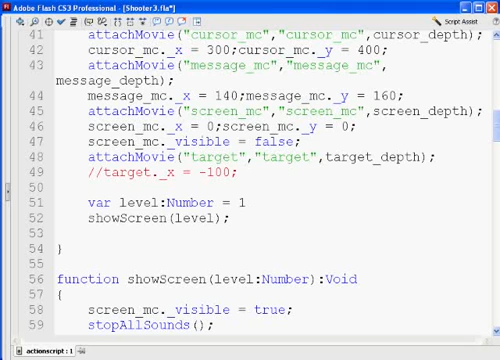 Adobe Flash CS3 Professional - [Shooter3.fla*]
Script Assist
41 attachMovie("cursor_mc","cursor_mc",cursor_depth);
42 cursor_mc._x = 300;cursor_mc._y = 400;
43 attachMovie("message_mc","message_mc",
message_depth);
44 message_mc._x = 140;message_mc._y = 160;
45 attachMovie("screen_mc","screen_mc",screen_depth);
46 screen_mc._x = 0;screen_mc._y = 0;
47 screen_mc._visible = false;
48 attachMovie("target","target",target_depth);
49 //target._x = -100;
50
51 var level:Number = 1
52 showScreen(level);
53
54 }
55
56 function showScreen(level:Number):Void
57 {
58 screen_mc._visible = true;
59 stopAllSounds();
actionscript : 1